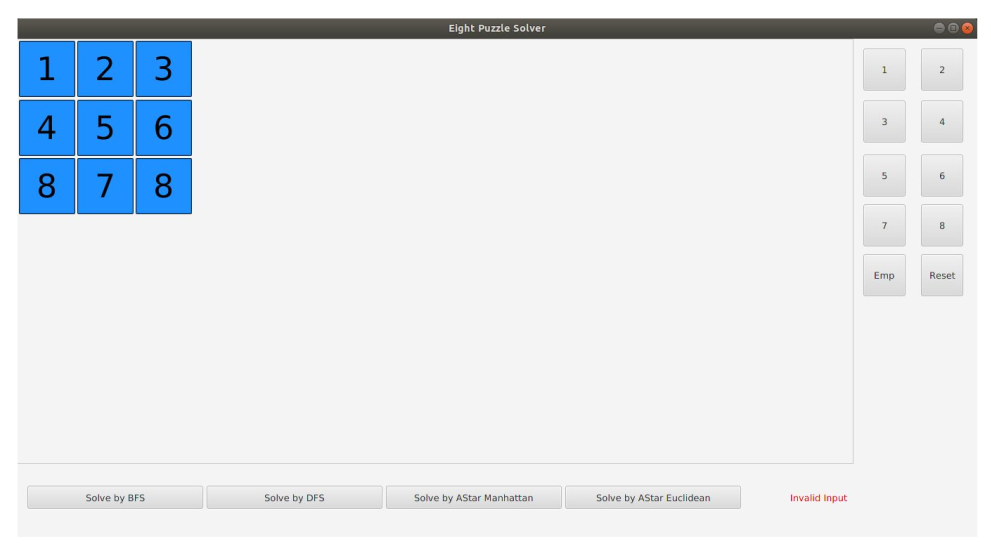 Eight Puzzle Solver
1 2 3
4 5 6
8 7 8
1 2
3 4
5 6
7 8
Emp Reset
Solve by BFS Solve by DFS Solve by AStar Manhattan Solve by AStar Euclidean Invalid Input